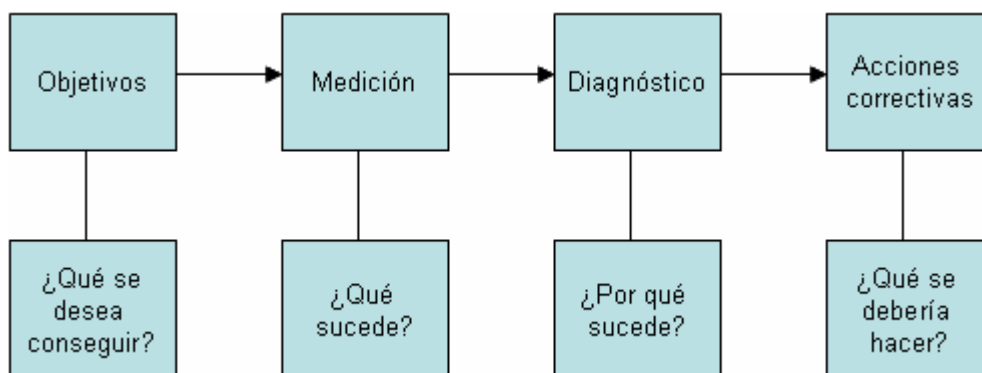 Objetivos
Medición
Diagnóstico
Acciones
correctivas
¿Qué se
desea
conseguir?
¿Qué
sucede?
¿Por qué
sucede?
¿Qué se
debería
hacer?